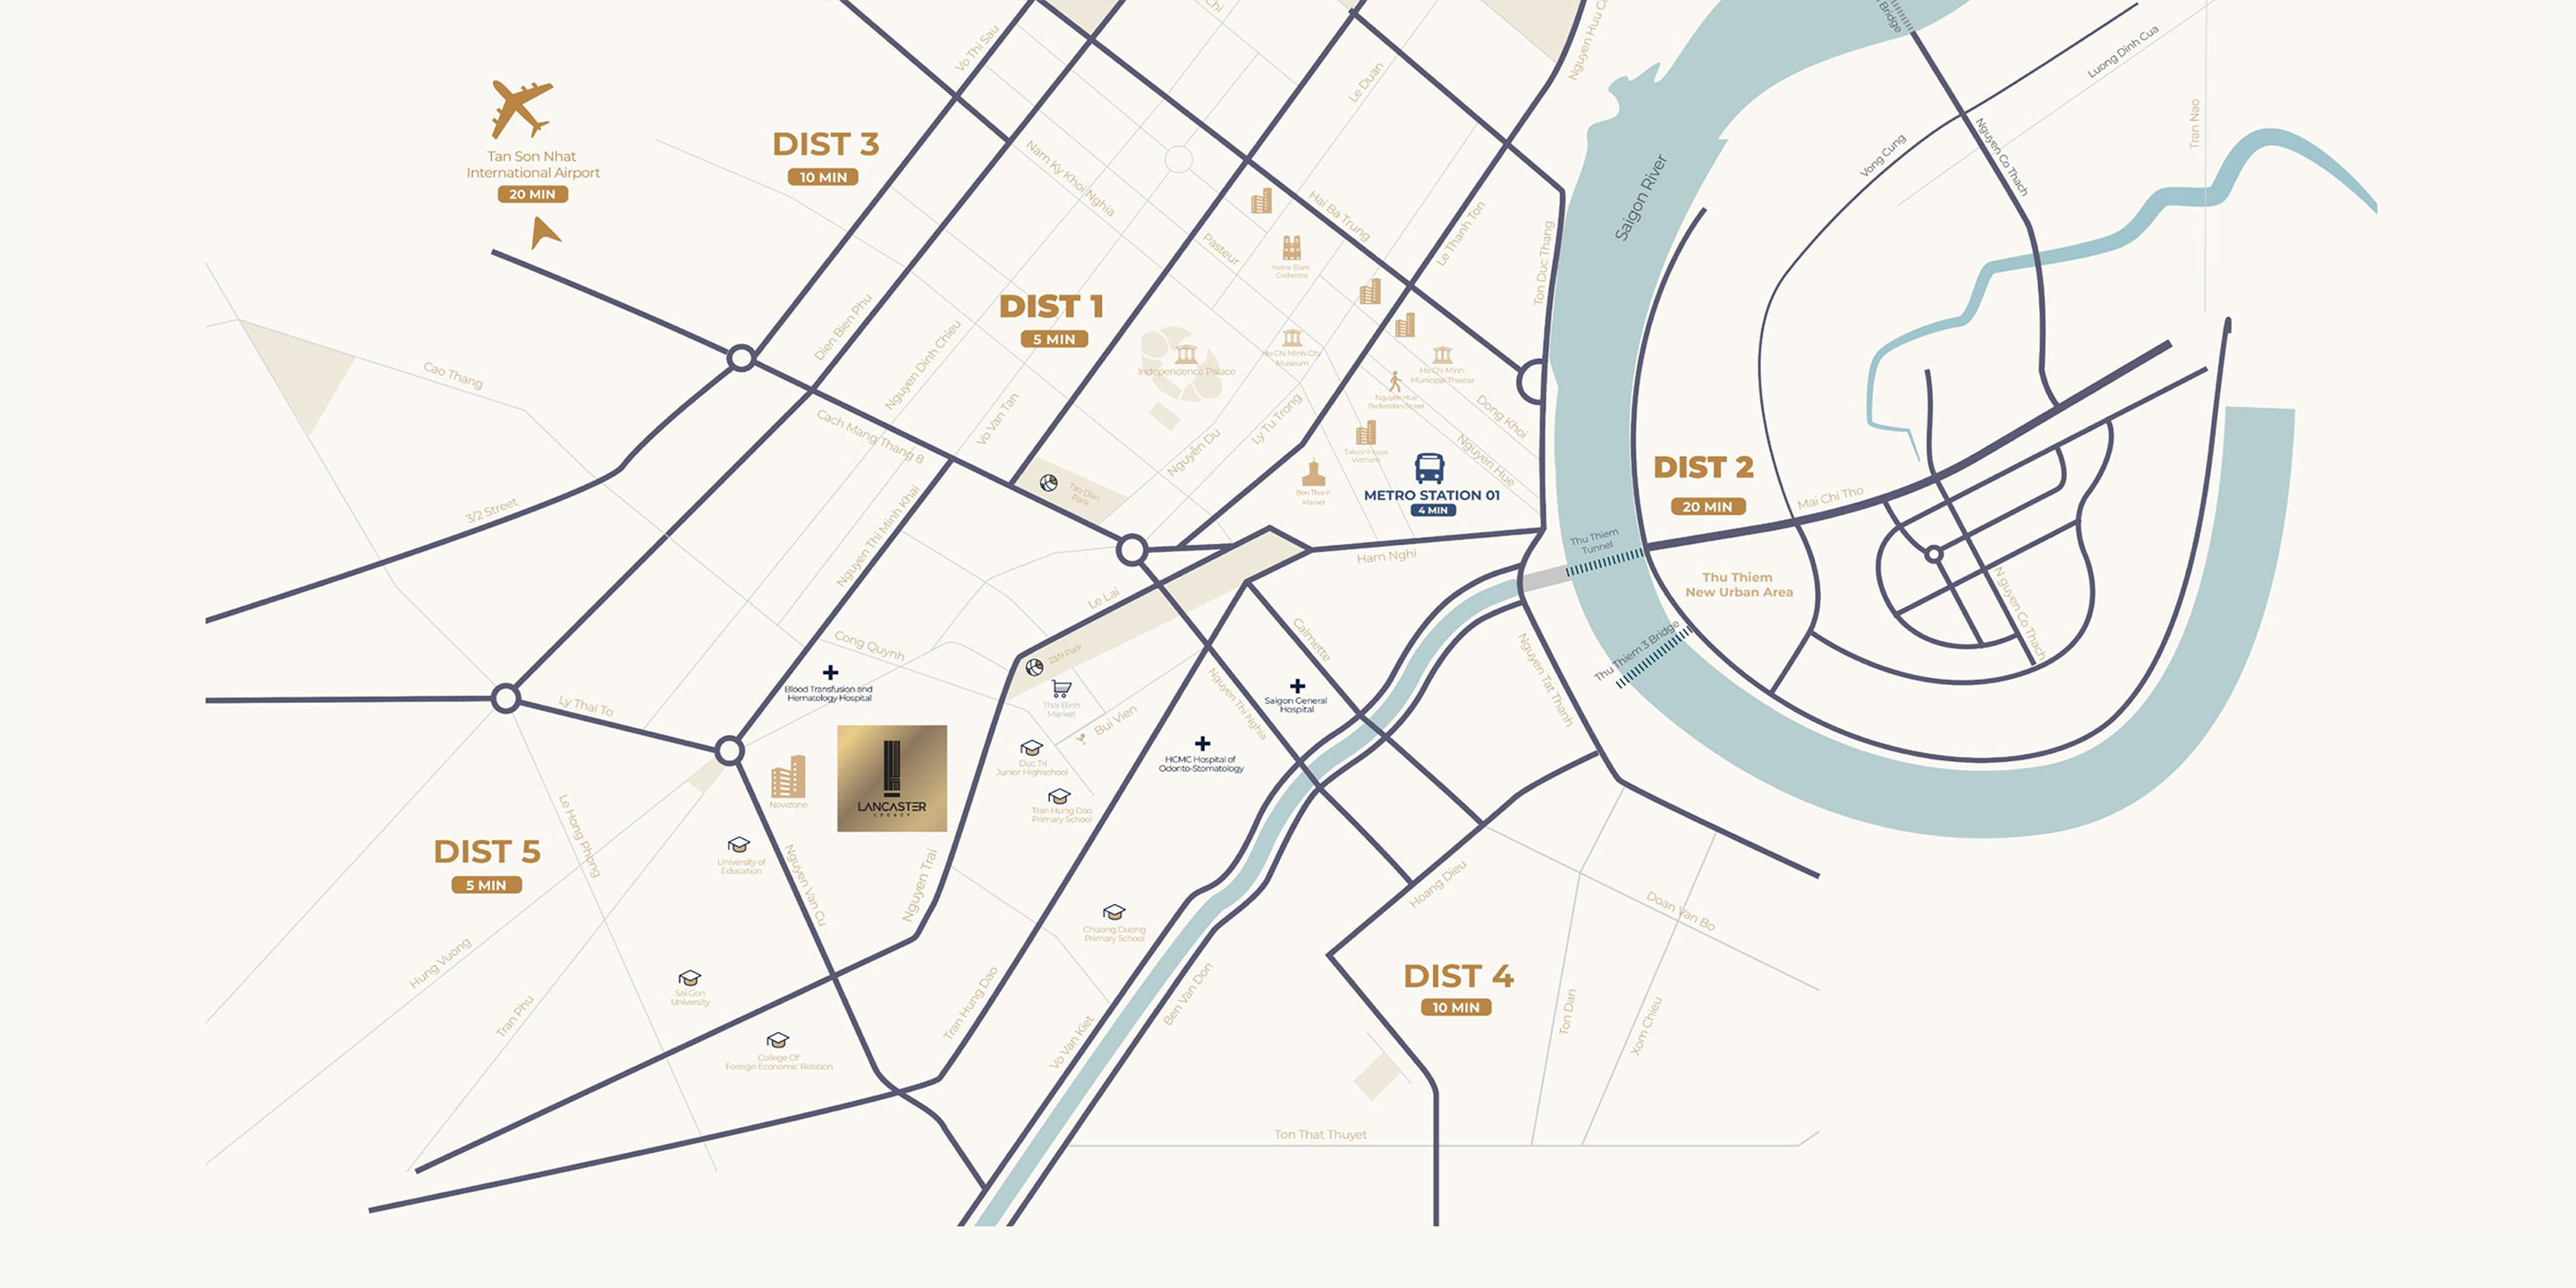 Vo Thi Sau
Chi
Le Duan
Nguyen Huu C
Bridge
Luong Dinh Cua
Tran Nao
Tan Son Nhat
International Airport
20 MIN
DIST 3
10 MIN
Nam Ky Khoi Nghia
Pasteur
Hai Ba Trung
Le Thanh Ton
Ton Duc Thang
Saigon River
Vong Cung
Nguyen Co Thach
Notre Dam
Cathedral
DIST 1
5 MIN
Dien Bien Phu
Nguyen Dinh Chieu
Vo Van Tan
Cao Thang
Cach Mang Thang 8
Independence Palace
Ho Chi Minh City
Museum
Ho Chi Minh
Municipal Theater
Nguyen Hue
Pedestrian Street
Dong Khoi
Nguyen Hue
Ly Tu Trong
Nguyen Du
Takashimaya
Vietnam
Ben Thanh
Market
METRO STATION 01
4 MIN
Tao Dan
Park
DIST 2
20 MIN
Mai Chi Tho
3/2 Street
Nguyen Thi Minh Khai
Ham Nghi
Thu Thiem
Tunnel
Thu Thiem
New Urban Area
Nguyen Co Thach
Thu Thiem 3 Bridge
Le Lai
Cong Quynh
23/9 Park
Calmette
Nguyen Tat Thanh
Blood Transfusion and
Hematology Hospital
Thai Binh
Market
Bui Vien
Nguyen Thi Nghia
Saigon General
Hospital
Ly Thai To
LANCASTER
LEGACY
Nowzone
Duc Tri
Junior Highschool
Tran Hung Dao
Primary School
HCMC Hospital of
Odonto-Stomatology
DIST 5
5 MIN
Le Hong Phong
University of
Education
Nguyen Van Cu
Nguyen Trai
Hoang Dieu
Doan Van Bo
Chuong Duong
Primary School
Hung Vuong
Tran Phu
Sai Gon
University
College Of
Foreign Economic Relation
Tran Hung Dao
Vo Van Kiet
Ben Van Don
DIST 4
10 MIN
Ton Dan
Xom Chieu
Ton That Thuyet